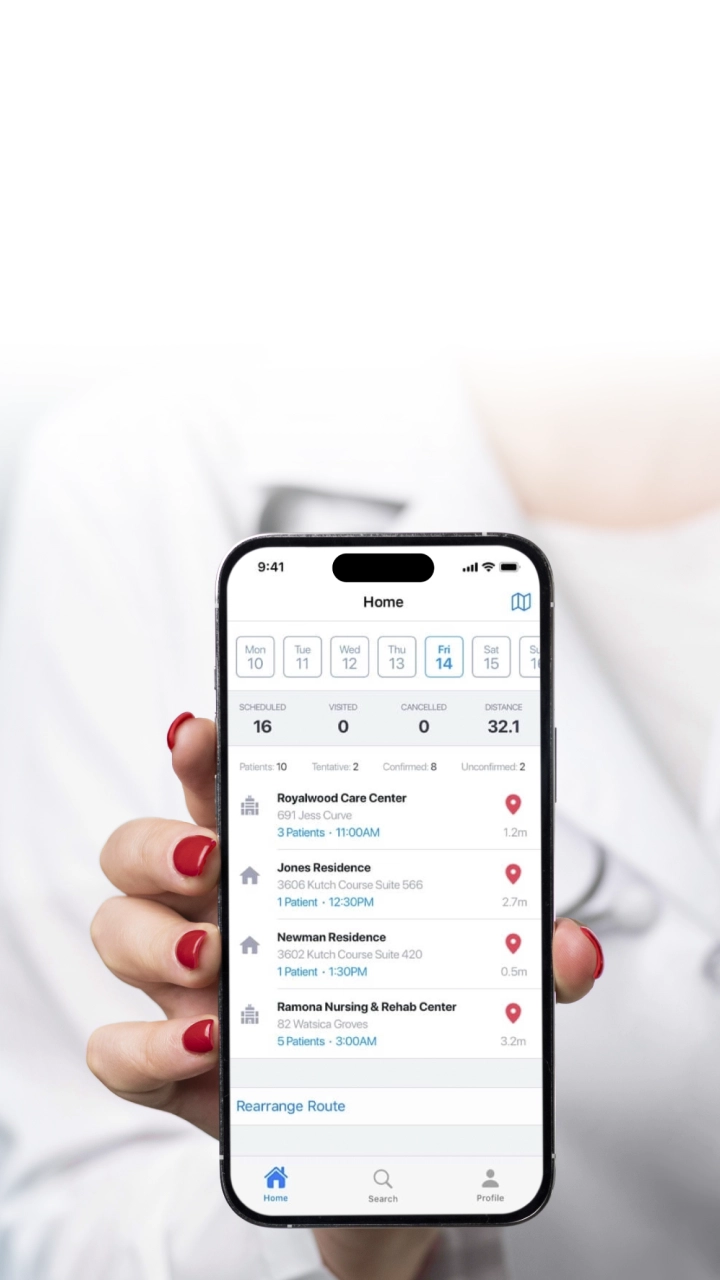 9:41
Home
Mon Tue Wed Thu Fri Sat Su
10 11 12 13 14 15 16
SCHEDULED VISITED CANCELLED DISTANCE
16 0 0 32.1
Patients: 10 Tentative: 2 Confirmed: 8 Unconfirmed: 2
Royalwood Care Center
691 Jess Curve
3 Patients · 11:00AM 1.2m
Jones Residence
3606 Kutch Course Suite 566
1 Patient · 12:30PM 2.7m
Newman Residence
3602 Kutch Course Suite 420
1 Patient · 1:30PM 0.5m
Ramona Nursing & Rehab Center
82 Watsica Groves
5 Patients · 3:00AM 3.2m
Rearrange Route
Home Search Profile